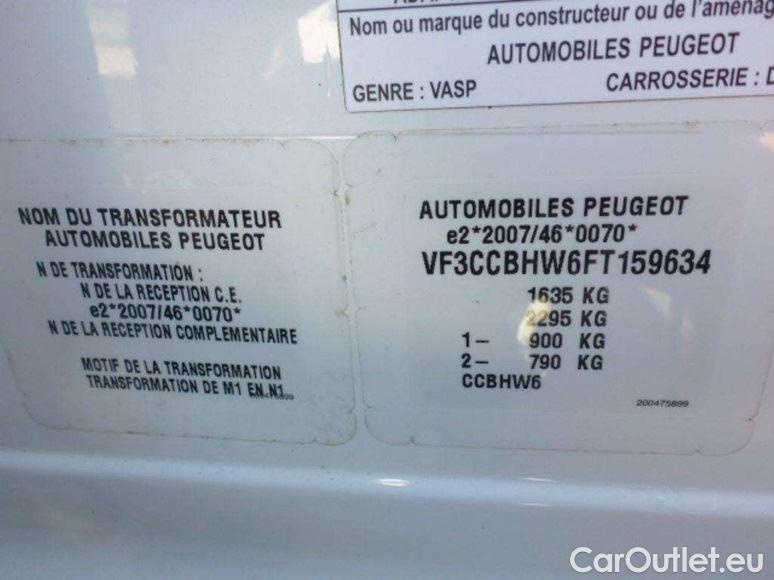 Nom ou marque du constructeur ou de l'aménag
AUTOMOBILES PEUGEOT
GENRE : VASP CARROSSERIE : D
NOM DU TRANSFORMATEUR
AUTOMOBILES PEUGEOT
N DE TRANSFORMATION :
N DE LA RECEPTION C.E.
e2*2007/46*0070*
N DE LA RECEPTION COMPLEMENTAIRE
MOTIF DE LA TRANSFORMATION
TRANSFORMATION DE M1 EN N1
AUTOMOBILES PEUGEOT
e2*2007/46*0070*
VF3CCBHW6FT159634
1635 KG
2295 KG
1– 900 KG
2– 790 KG
CCBHW6
200475899
CarOutlet.eu